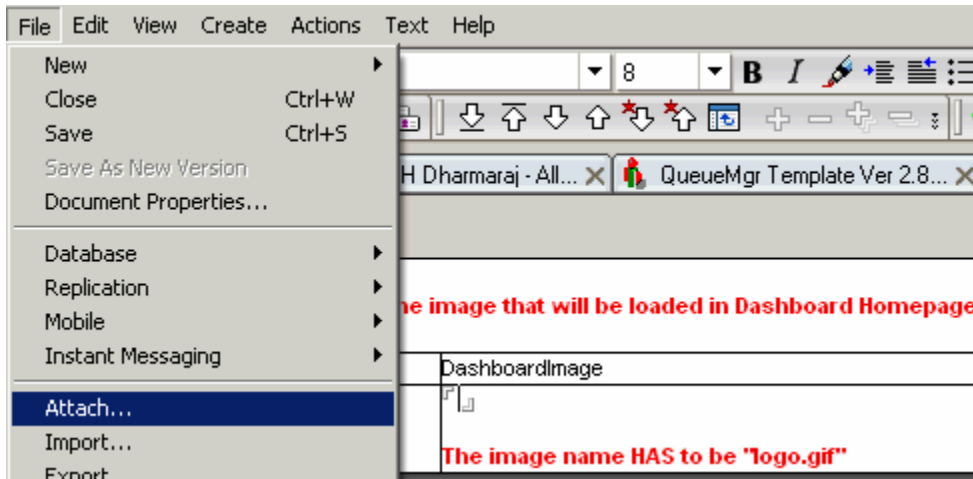 File Edit View Create Actions Text Help
New
Close Ctrl+W
Save Ctrl+S
Save As New Version
Document Properties...
Database
Replication
Mobile
Instant Messaging
Attach...
Import...
Export
8 B I
H Dharmaraj - All... QueueMgr Template Ver 2.8...
image that will be loaded in Dashboard Homepage
DashboardImage
The image name HAS to be "logo.gif"